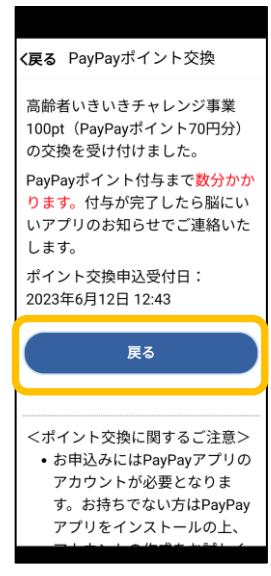 く戻る PayPayポイント交換
高齢者いきいきチャレンジ事業
100pt（PayPayポイント70円分）
の交換を受け付けました。
PayPayポイント付与まで数分かか
ります。付与が完了したら脳にい
いアプリのお知らせでご連絡いた
します。
ポイント交換申込受付日：
2023年6月12日 12:43
戻る
＜ポイント交換に関するご注意＞
• お申込みにはPayPayアプリの
アカウントが必要となりま
す。お持ちでない方はPayPay
アプリをインストールの上、